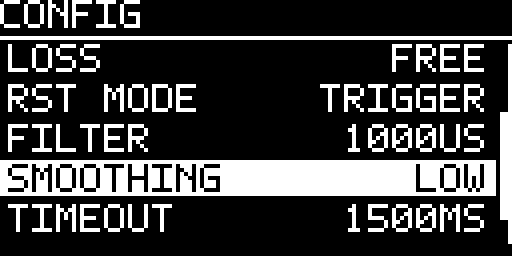 CONFIG
LOSS FREE
RST MODE TRIGGER
FILTER 1000US
SMOOTHING LOW
TIMEOUT 1500MS